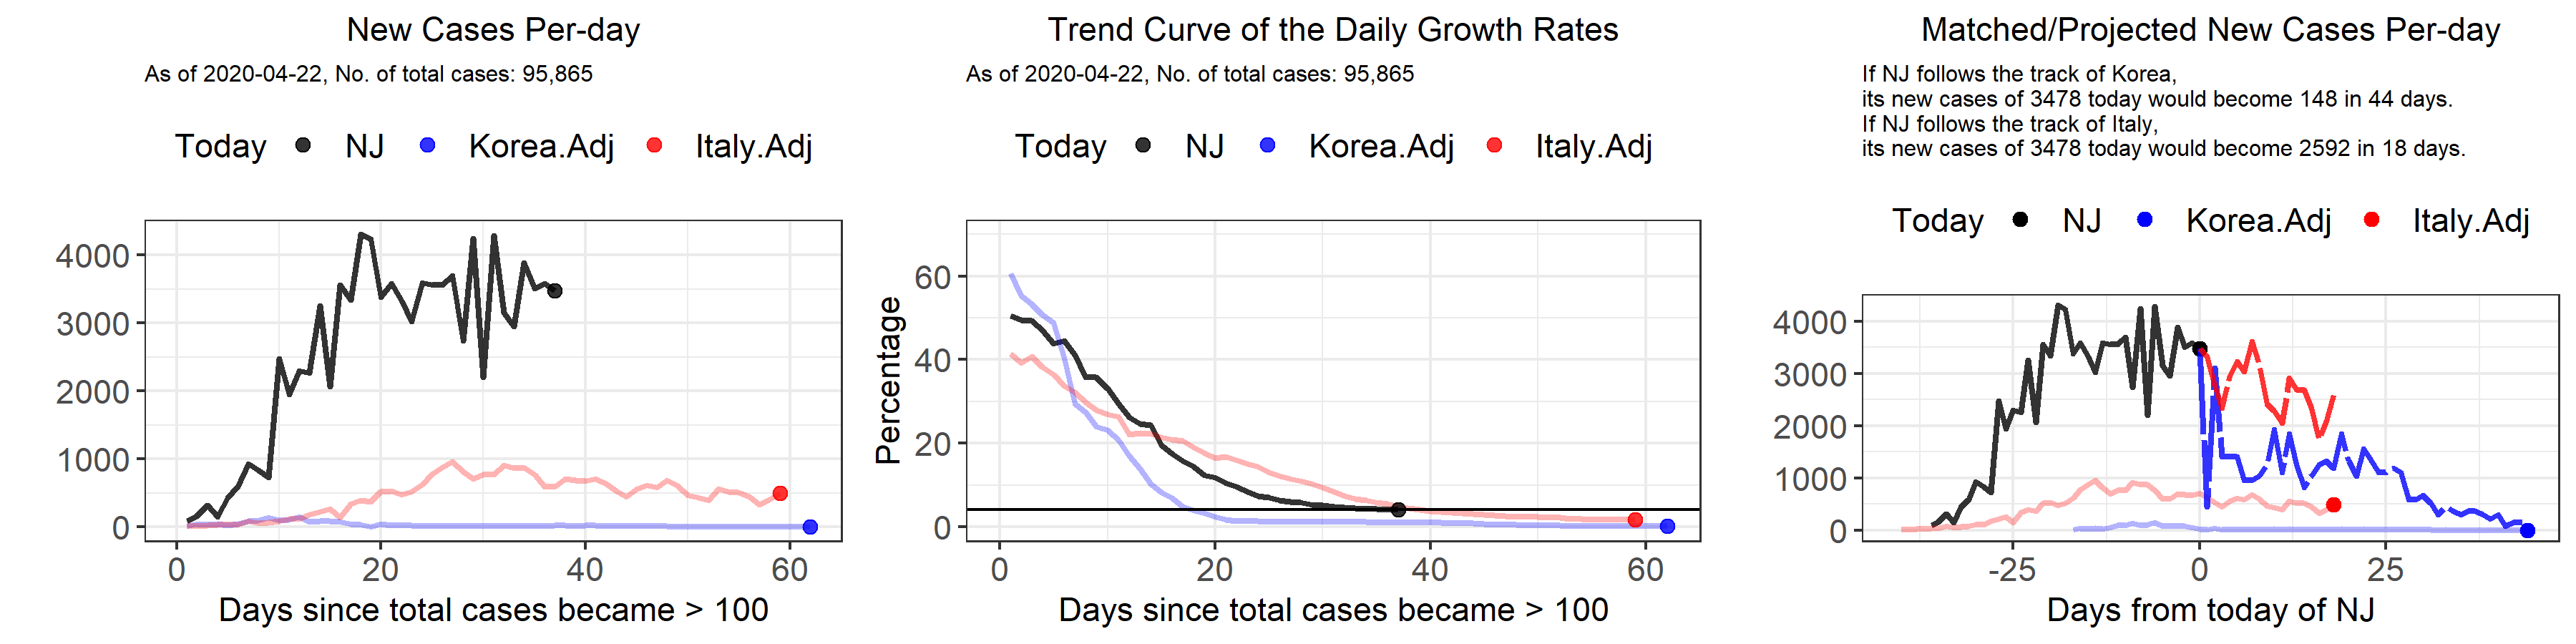 New Cases Per-day
As of 2020-04-22, No. of total cases: 95,865
Today NJ Korea.Adj Italy.Adj
4000
3000
2000
1000
0
0 20 40 60
Days since total cases became > 100
Trend Curve of the Daily Growth Rates
As of 2020-04-22, No. of total cases: 95,865
Today NJ Korea.Adj Italy.Adj
Percentage
60
40
20
0
0 20 40 60
Days since total cases became > 100
Matched/Projected New Cases Per-day
If NJ follows the track of Korea,
its new cases of 3478 today would become 148 in 44 days.
If NJ follows the track of Italy,
its new cases of 3478 today would become 2592 in 18 days.
Today NJ Korea.Adj Italy.Adj
4000
3000
2000
1000
0
-25 0 25
Days from today of NJ